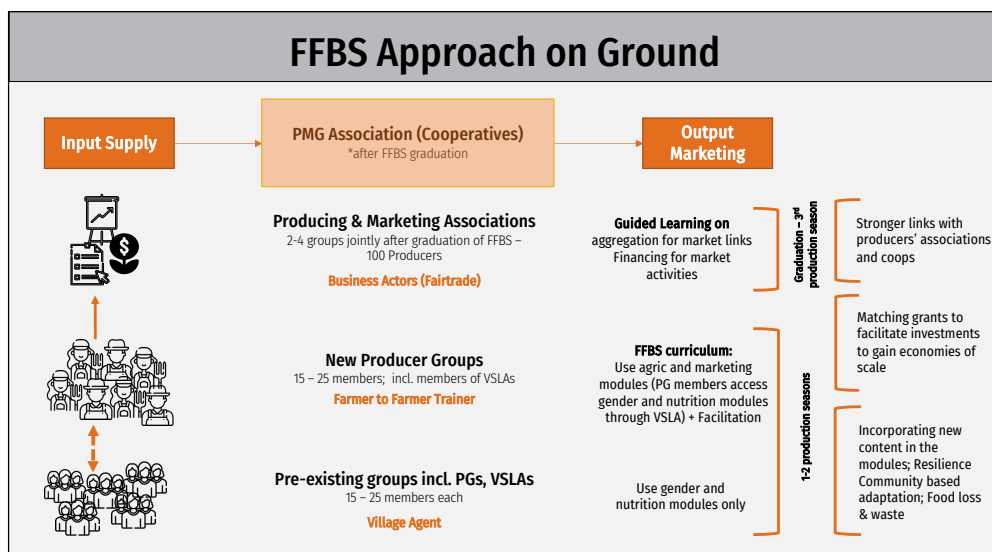 FFBS Approach on Ground
Input Supply
PMG Association (Cooperatives)
*after FFBS graduation
Output
Marketing
Producing & Marketing Associations
2-4 groups jointly after graduation of FFBS –
100 Producers
Business Actors (Fairtrade)
Guided Learning on
aggregation for market links
Financing for market
activities
Graduation – 3rd
production season
Stronger links with
producers' associations
and coops
Matching grants to
facilitate investments
to gain economies of
scale
New Producer Groups
15 – 25 members; incl. members of VSLAs
Farmer to Farmer Trainer
FFBS curriculum:
Use agric and marketing
modules (PG members access
gender and nutrition modules
through VSLA) + Facilitation
1-2 production seasons
Incorporating new
content in the
modules; Resilience
Community based
adaptation; Food loss
& waste
Pre-existing groups incl. PGs, VSLAs
15 – 25 members each
Village Agent
Use gender and
nutrition modules only
$